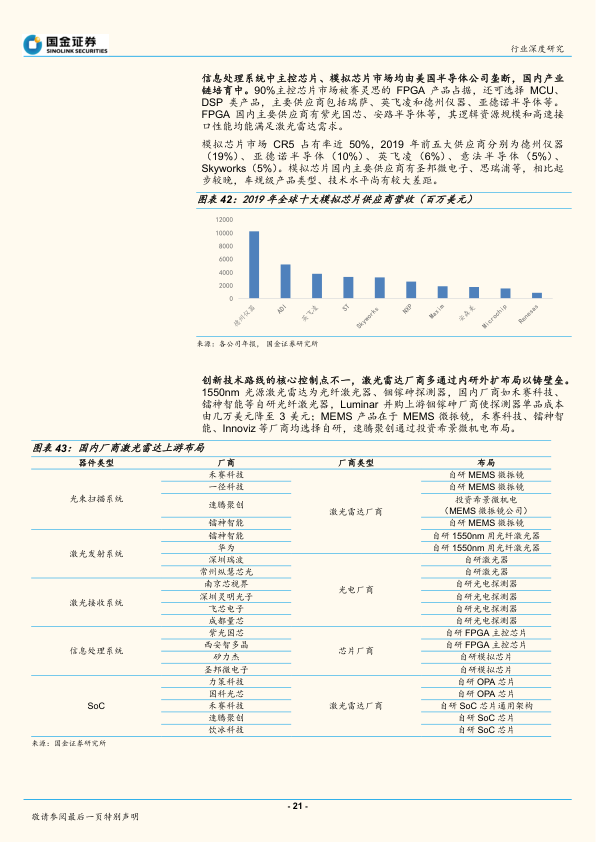 国金证券
SINOLINK SECURITIES
行业深度研究
信息处理系统中主控芯片、模拟芯片市场均由美国半导体公司垄断，国内产业
链培育中。90%主控芯片市场被赛灵思的 FPGA 产品占据，还可选择 MCU、
DSP 类产品，主要供应商包括瑞萨、英飞凌和德州仪器、亚德诺半导体等。
FPGA 国内主要供应商有紫光国芯、安路半导体等，其逻辑资源规模和高速接
口性能均能满足激光雷达需求。
模拟芯片市场 CR5 占有率近 50%，2019 年前五大供应商分别为德州仪器
（19%）、亚德诺半导体（10%）、英飞凌（6%）、意法半导体（5%）、
Skyworks（5%）。模拟芯片国内主要供应商有圣邦微电子、思瑞浦等，相比起
步较晚，车规级产品类型、技术水平尚有较大差距。
图表 42：2019 年全球十大模拟芯片供应商营收（百万美元）
12000
10000
8000
6000
4000
2000
0
德州仪器 ADI 英飞凌 ST Skyworks NXP Maxim 安森美 Microchip Renesas
来源：各公司年报，国金证券研究所
创新技术路线的核心控制点不一，激光雷达厂商多通过内研外扩布局以铸壁垒。
1550nm 光源激光雷达为光纤激光器、铟镓砷探测器，国内厂商如禾赛科技、
镭神智能等自研光纤激光器，Luminar 并购上游铟镓砷厂商使探测器单品成本
由几万美元降至 3 美元；MEMS 产品在于 MEMS 微振镜，禾赛科技、镭神智
能、Innoviz 等厂商均选择自研，速腾聚创通过投资希景微机电布局。
图表 43：国内厂商激光雷达上游布局
器件类型 厂商 厂商类型 布局
光束扫描系统 禾赛科技 激光雷达厂商 自研 MEMS 微振镜
一径科技 自研 MEMS 微振镜
速腾聚创 投资希景微机电
（MEMS 微振镜公司）
镭神智能 自研 MEMS 微振镜
激光发射系统 镭神智能 自研 1550nm 用光纤激光器
华为 自研 1550nm 用光纤激光器
深圳瑞波 光电厂商 自研激光器
常州纵慧芯光 自研激光器
激光接收系统 南京芯视界 自研光电探测器
深圳灵明光子 自研光电探测器
飞芯电子 自研光电探测器
成都量芯 自研光电探测器
信息处理系统 紫光国芯 芯片厂商 自研 FPGA 主控芯片
西安智多晶 自研 FPGA 主控芯片
矽力杰 自研模拟芯片
圣邦微电子 自研模拟芯片
SoC 力策科技 激光雷达厂商 自研 OPA 芯片
国科光芯 自研 OPA 芯片
禾赛科技 自研 SoC 芯片通用架构
速腾聚创 自研 SoC 芯片
饮冰科技 自研 SoC 芯片
来源：国金证券研究所
- 21 -
敬请参阅最后一页特别声明